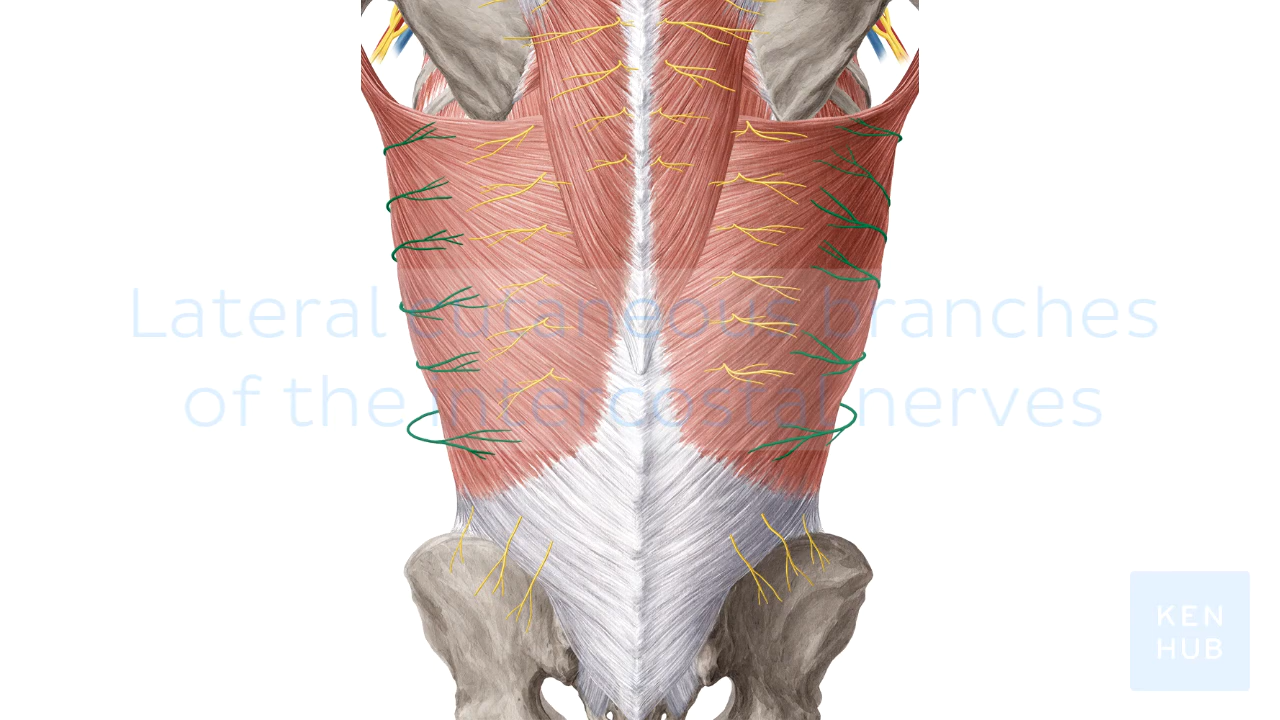 Lateral cutaneous branches
of the intercostal nerves
KEN
HUB